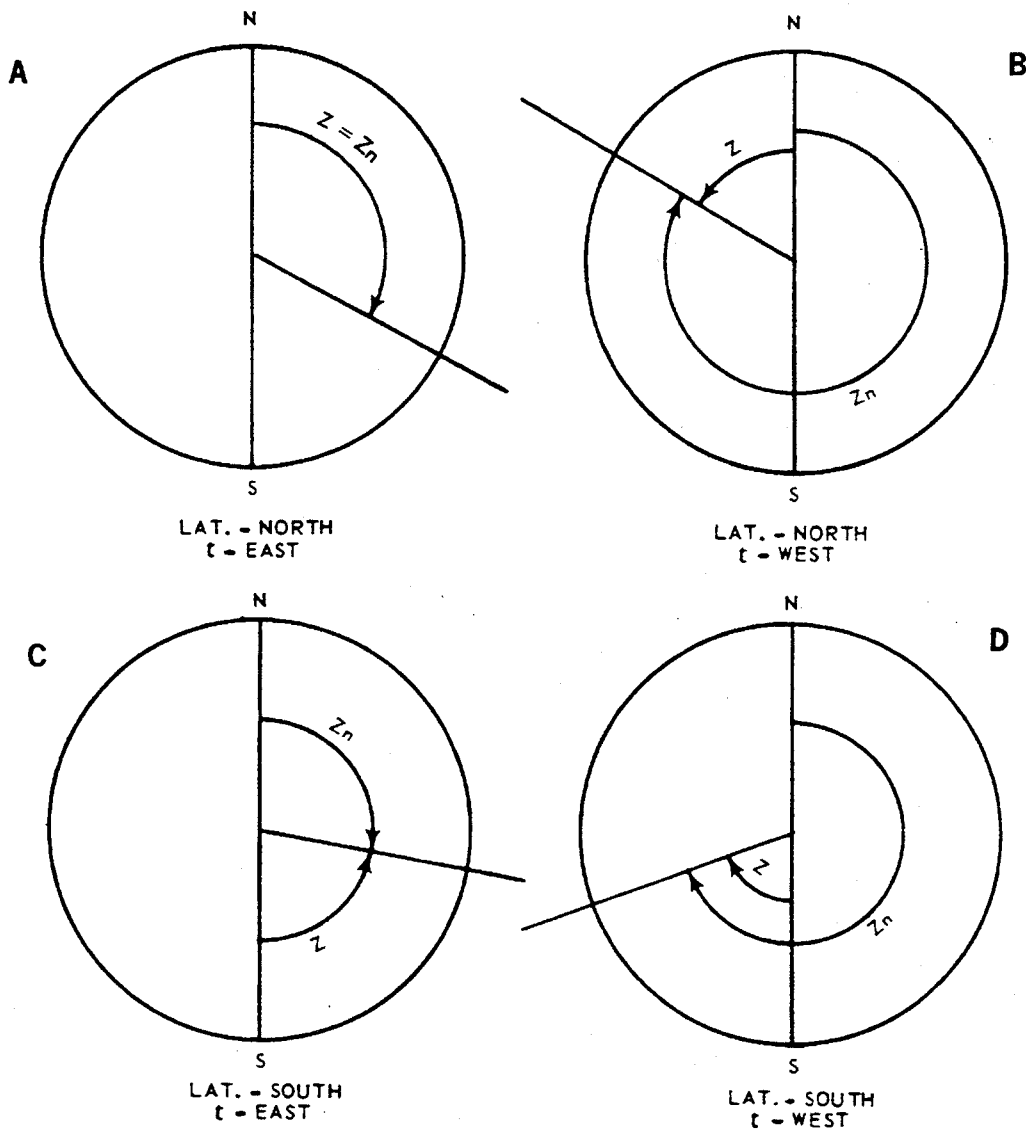 A
N
Z = Zn
S
LAT. - NORTH
t - EAST
B
N
Z
Zn
S
LAT. - NORTH
t - WEST
C
N
Zn
Z
S
LAT. - SOUTH
t - EAST
D
N
Z
Zn
S
LAT. - SOUTH
t - WEST